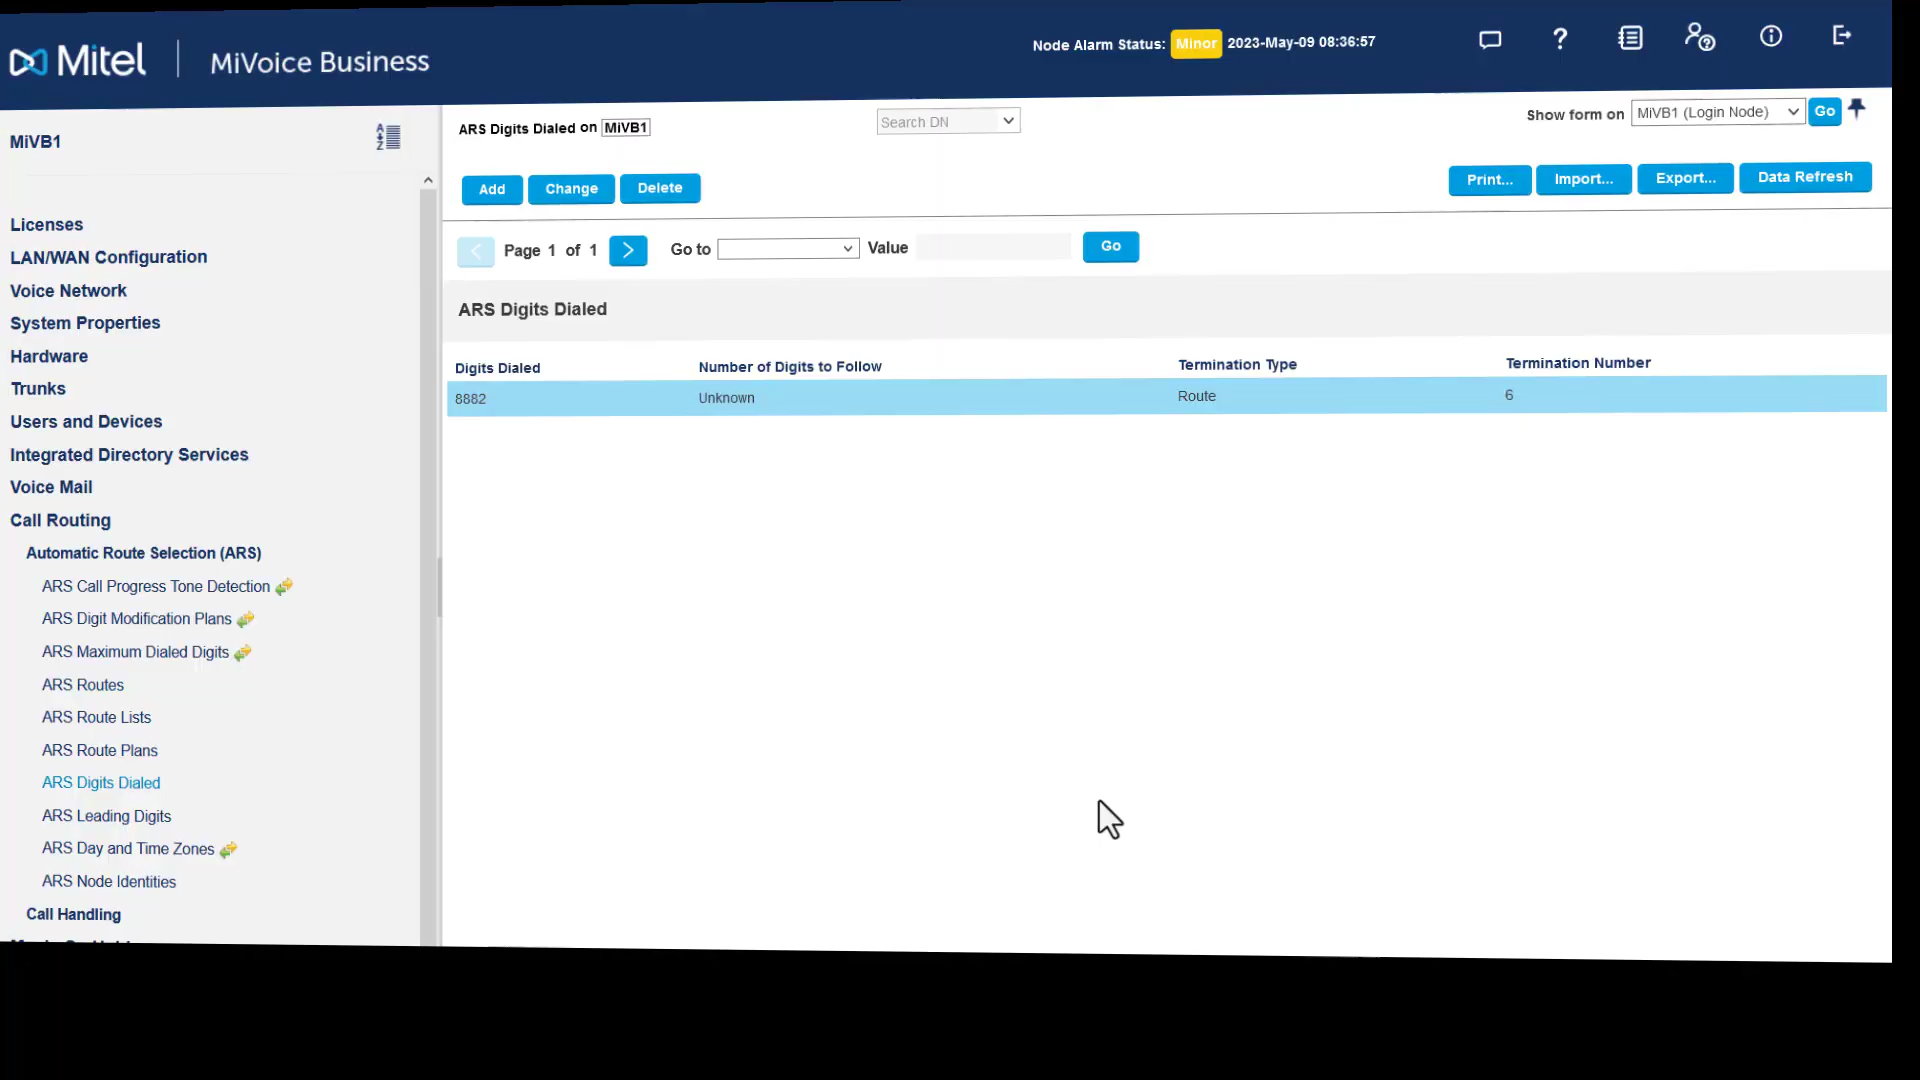 Mitel MiVoice Business
Node Alarm Status: Minor 2023-May-09 08:36:57
MiVB1
ARS Digits Dialed on MiVB1
Search DN
Show form on MiVB1 (Login Node) Go
Add Change Delete
Print... Import... Export... Data Refresh
Page 1 of 1 Go to Value Go
ARS Digits Dialed
Digits Dialed Number of Digits to Follow Termination Type Termination Number
8882 Unknown Route 6
Licenses
LAN/WAN Configuration
Voice Network
System Properties
Hardware
Trunks
Users and Devices
Integrated Directory Services
Voice Mail
Call Routing
Automatic Route Selection (ARS)
ARS Call Progress Tone Detection
ARS Digit Modification Plans
ARS Maximum Dialed Digits
ARS Routes
ARS Route Lists
ARS Route Plans
ARS Digits Dialed
ARS Leading Digits
ARS Day and Time Zones
ARS Node Identities
Call Handling